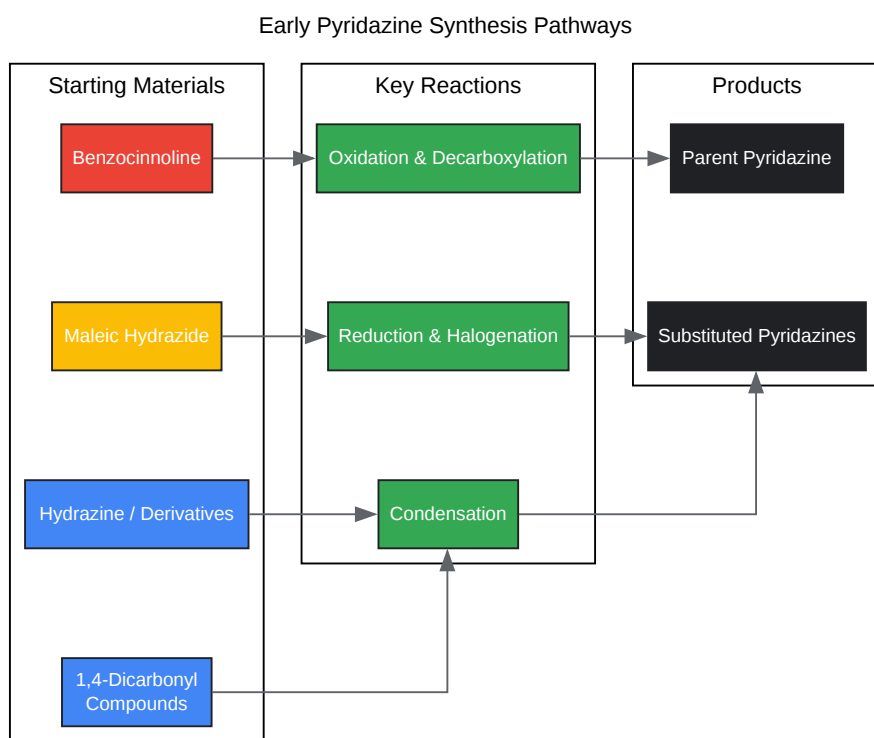 Early Pyridazine Synthesis Pathways
Starting Materials
Key Reactions
Products
Benzocinnoline
Oxidation & Decarboxylation
Parent Pyridazine
Maleic Hydrazide
Reduction & Halogenation
Substituted Pyridazines
Hydrazine / Derivatives
Condensation
1,4-Dicarbonyl
Compounds